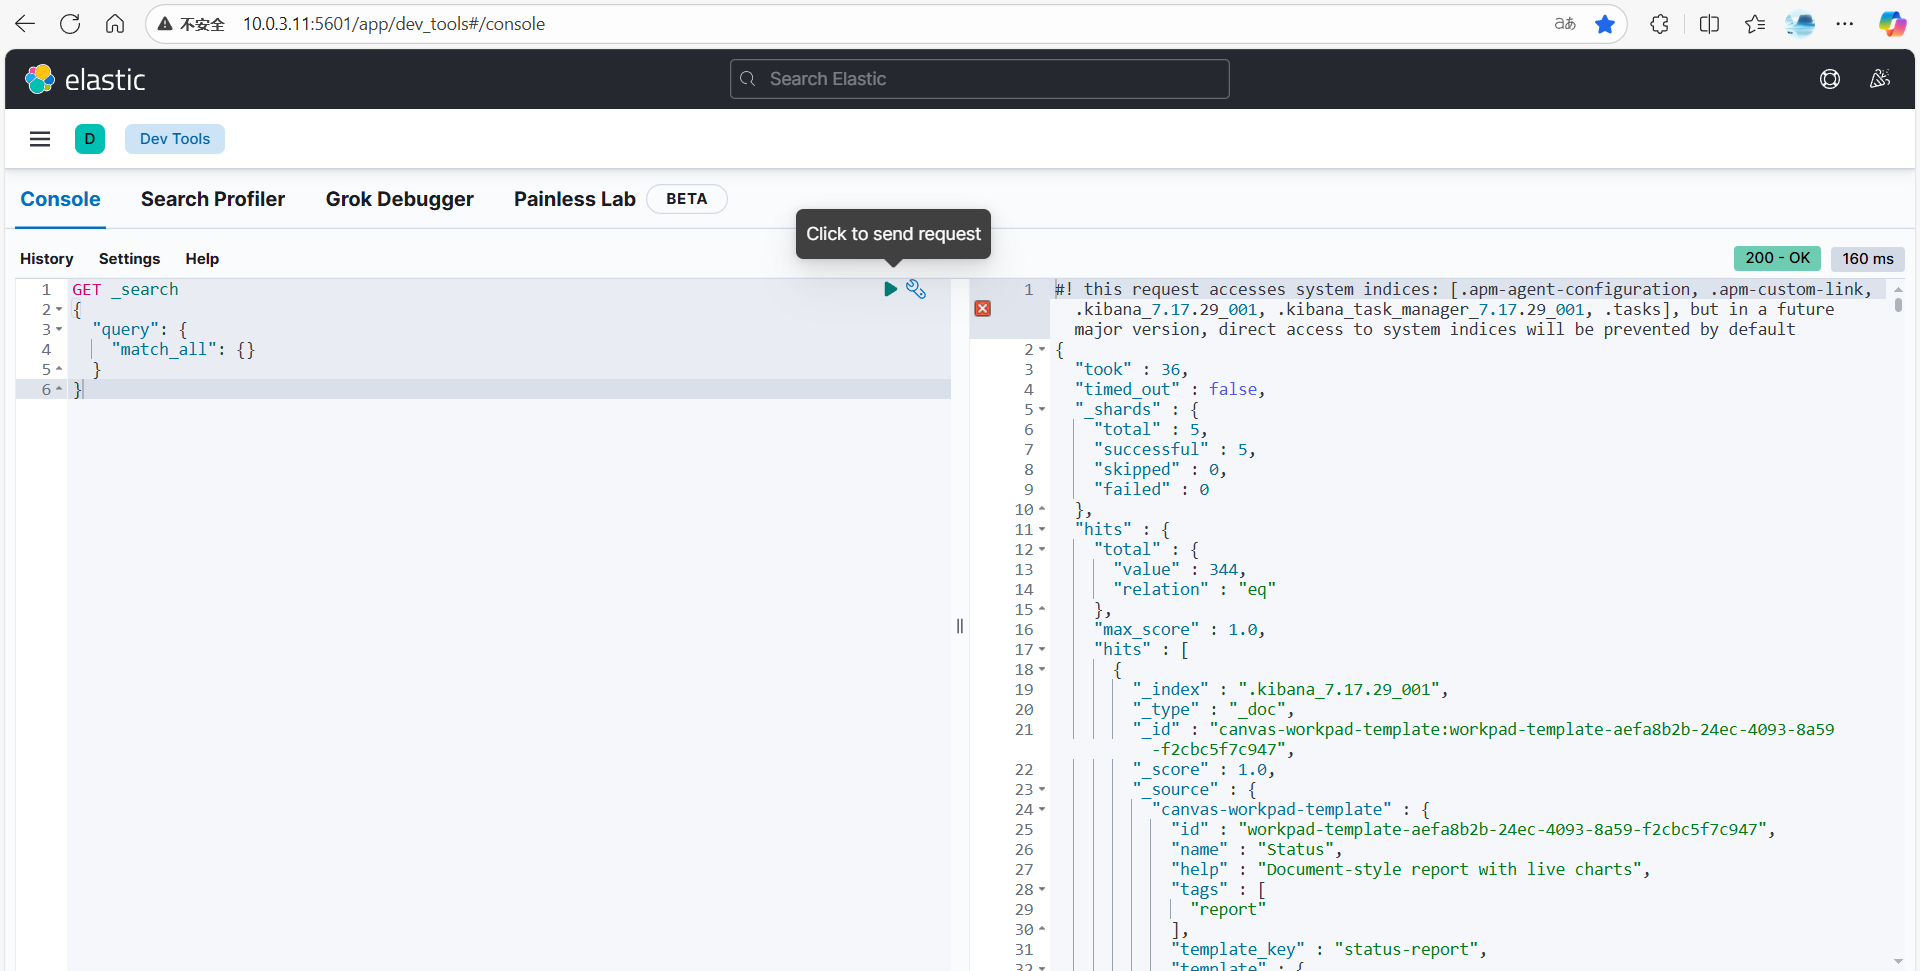 不安全 10.0.3.11:5601/app/dev_tools#/console aあ
elastic Search Elastic
D Dev Tools
Console Search Profiler Grok Debugger Painless Lab BETA
Click to send request
History Settings Help
200 - OK 160 ms
1 GET _search
2 {
3 "query": {
4 "match_all": {}
5 }
6 }
1 #! this request accesses system indices: [.apm-agent-configuration, .apm-custom-link,
.kibana_7.17.29_001, .kibana_task_manager_7.17.29_001, .tasks], but in a future
major version, direct access to system indices will be prevented by default
2 {
3 "took" : 36,
4 "timed_out" : false,
5 "_shards" : {
6 "total" : 5,
7 "successful" : 5,
8 "skipped" : 0,
9 "failed" : 0
10 },
11 "hits" : {
12 "total" : {
13 "value" : 344,
14 "relation" : "eq"
15 },
16 "max_score" : 1.0,
17 "hits" : [
18 {
19 "_index" : ".kibana_7.17.29_001",
20 "_type" : "_doc",
21 "_id" : "canvas-workpad-template:workpad-template-aefa8b2b-24ec-4093-8a59
-f2cbc5f7c947",
22 "_score" : 1.0,
23 "_source" : {
24 "canvas-workpad-template" : {
25 "id" : "workpad-template-aefa8b2b-24ec-4093-8a59-f2cbc5f7c947",
26 "name" : "Status",
27 "help" : "Document-style report with live charts",
28 "tags" : [
29 "report"
30 ],
31 "template_key" : "status-report",
32 "template" : {